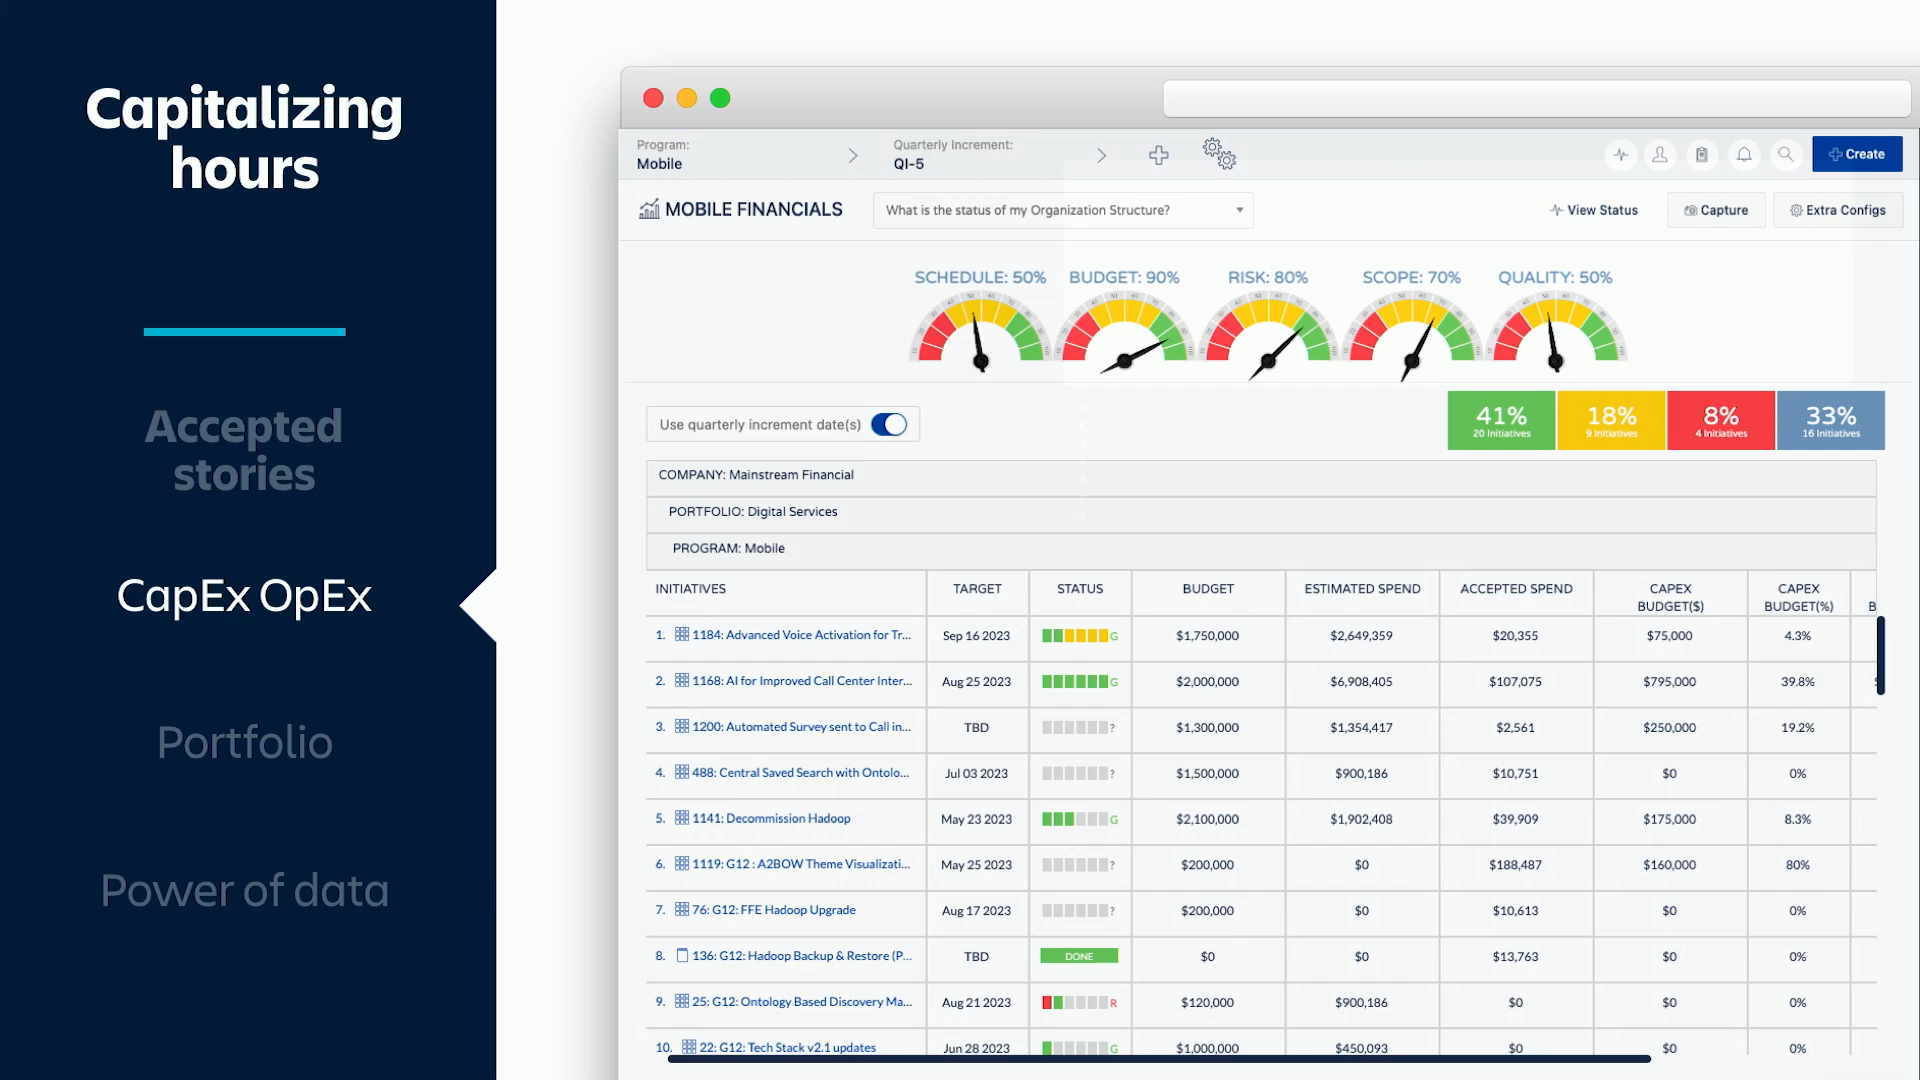 Capitalizing
hours
Accepted
stories
CapEx OpEx
Portfolio
Power of data
Program:
Mobile
Quarterly Increment:
QI-5
Create
MOBILE FINANCIALS
What is the status of my Organization Structure?
View Status
Capture
Extra Configs
SCHEDULE: 50% BUDGET: 90% RISK: 80% SCOPE: 70% QUALITY: 50%
Use quarterly increment date(s)
41% 18% 8% 33%
20 Initiatives 9 Initiatives 4 Initiatives 16 Initiatives
COMPANY: Mainstream Financial
PORTFOLIO: Digital Services
PROGRAM: Mobile
INITIATIVES TARGET STATUS BUDGET ESTIMATED SPEND ACCEPTED SPEND CAPEX BUDGET($) CAPEX BUDGET(%) B
1. 1184: Advanced Voice Activation for Tr... Sep 16 2023 G $1,750,000 $2,649,359 $20,355 $75,000 4.3%
2. 1168: AI for Improved Call Center Inter... Aug 25 2023 G $2,000,000 $6,908,405 $107,075 $795,000 39.8%
3. 1200: Automated Survey sent to Call in... TBD ? $1,300,000 $1,354,417 $2,561 $250,000 19.2%
4. 488: Central Saved Search with Ontolo... Jul 03 2023 ? $1,500,000 $900,186 $10,751 $0 0%
5. 1141: Decommission Hadoop May 23 2023 G $2,100,000 $1,902,408 $39,909 $175,000 8.3%
6. 1119: G12 : A2BOW Theme Visualizati... May 25 2023 ? $200,000 $0 $188,487 $160,000 80%
7. 76: G12: FFE Hadoop Upgrade Aug 17 2023 ? $200,000 $0 $10,613 $0 0%
8. 136: G12: Hadoop Backup & Restore (P... TBD DONE $0 $0 $13,763 $0 0%
9. 25: G12: Ontology Based Discovery Ma... Aug 21 2023 R $120,000 $900,186 $0 $0 0%
10. 22: G12: Tech Stack v2.1 updates Jun 28 2023 G $1,000,000 $450,093 $0 $0 0%